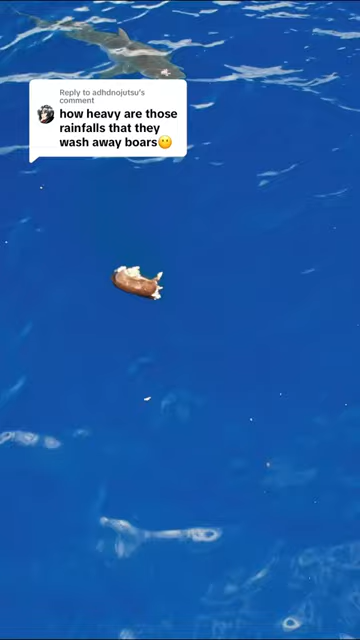 Reply to adhdnojutsu's
comment
how heavy are those
rainfalls that they
wash away boars😶